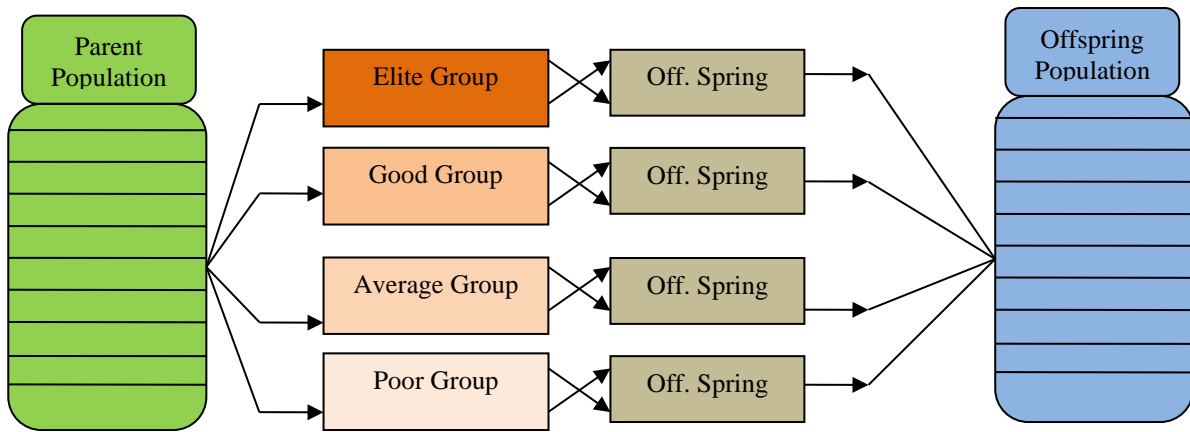 Parent
Population
Elite Group
Off. Spring
Good Group
Off. Spring
Average Group
Off. Spring
Poor Group
Off. Spring
Offspring
Population